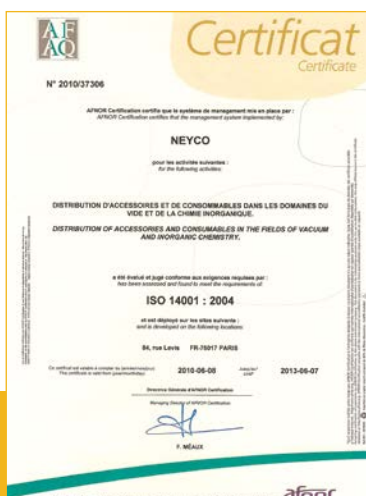 AF
AQ
Certificat
Certificate
N° 2010/37306
AFNOR Certification certifie que le système de management mis en place par :
AFNOR Certification certifies that the management system implemented by:
NEYCO
pour les activités suivantes :
for the following activities:
DISTRIBUTION D'ACCESSOIRES ET DE CONSOMMABLES DANS LES DOMAINES DU
VIDE ET DE LA CHIMIE INORGANIQUE.
DISTRIBUTION OF ACCESSORIES AND CONSUMABLES IN THE FIELDS OF VACUUM
AND INORGANIC CHEMISTRY.
a été évalué et jugé conforme aux exigences requises par :
has been assessed and found to meet the requirements of:
ISO 14001 : 2004
et est déployé sur les sites suivants :
and is developed on the following locations:
84, rue Levis FR-75017 PARIS
2010-06-08
2013-06-07
Directrice Générale d'AFNOR Certification
Managing Director of AFNOR Certification
F. MÉAUX
afnor